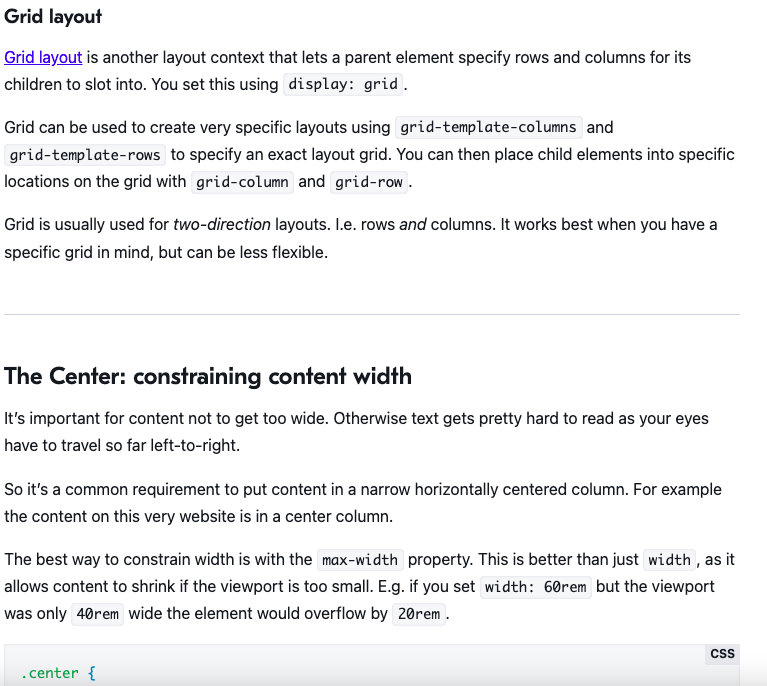 Grid layout
Grid layout is another layout context that lets a parent element specify rows and columns for its
children to slot into. You set this using display: grid.
Grid can be used to create very specific layouts using grid-template-columns and
grid-template-rows to specify an exact layout grid. You can then place child elements into specific
locations on the grid with grid-column and grid-row.
Grid is usually used for two-direction layouts. I.e. rows and columns. It works best when you have a
specific grid in mind, but can be less flexible.
The Center: constraining content width
It’s important for content not to get too wide. Otherwise text gets pretty hard to read as your eyes
have to travel so far left-to-right.
So it’s a common requirement to put content in a narrow horizontally centered column. For example
the content on this very website is in a center column.
The best way to constrain width is with the max-width property. This is better than just width, as it
allows content to shrink if the viewport is too small. E.g. if you set width: 60rem but the viewport
was only 40rem wide the element would overflow by 20rem.
CSS
.center {